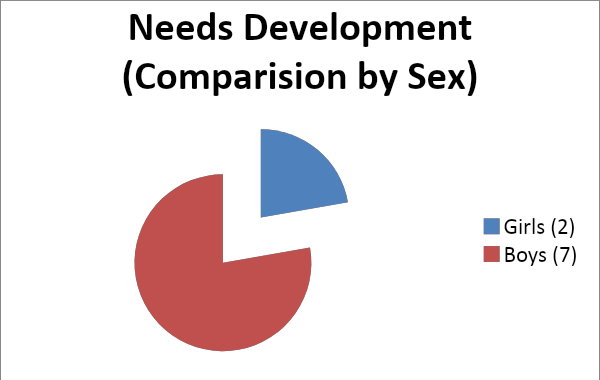 Needs Development
(Comparision by Sex)
Girls (2)
Boys (7)